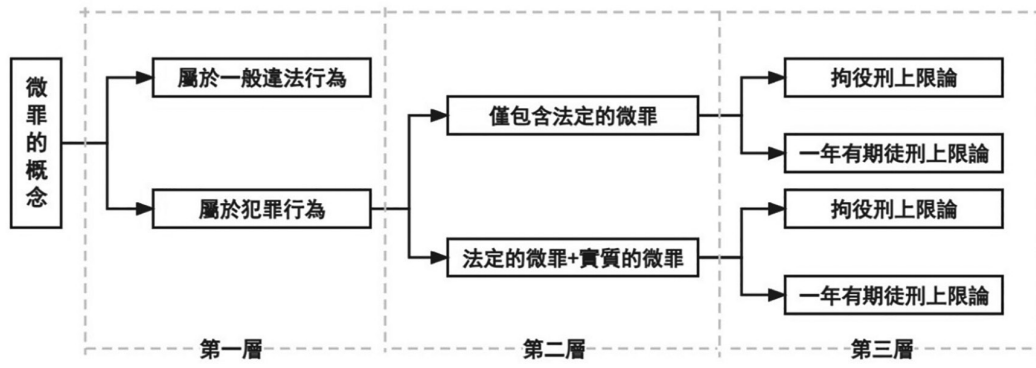 微罪的概念
屬於一般違法行為
屬於犯罪行為
僅包含法定的微罪
法定的微罪+實質的微罪
拘役刑上限論
一年有期徒刑上限論
拘役刑上限論
一年有期徒刑上限論
第一層
第二層
第三層